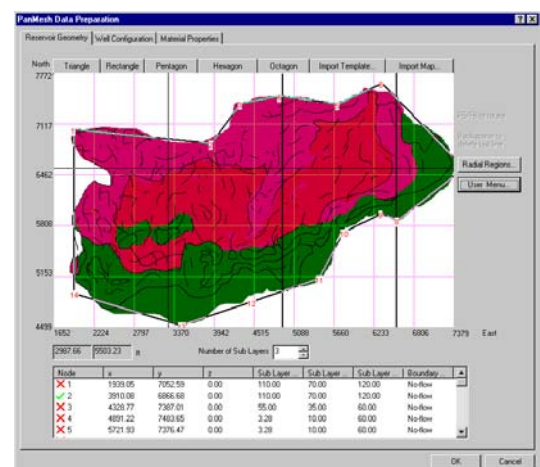 PanMesh Data Preparation
Reservoir Geometry Well Configuration Material Properties
North Triangle Rectangle Pentagon Hexagon Octagon Import Template... Import Map...
7772
7117
6462
5808
5153
4499
Radial Regions...
User Menu...
1652 2224 2797 3370 3942 4515 5088 5660 6233 6806 7379 East
2987.66 5503.23 Number of Sub Layers 3
Node x y z Sub Layer ... Sub Layer ... Sub Layer ... Boundary ...
1 1939.05 7052.59 0.00 110.00 70.00 120.00 No-flow
2 3910.08 6866.68 0.00 110.00 70.00 120.00 No-flow
3 4328.77 7387.01 0.00 55.00 35.00 60.00 No-flow
4 4891.22 7483.65 0.00 3.28 10.00 60.00 No-flow
5 5721.93 7376.47 0.00 3.28 10.00 60.00 No-flow
OK Cancel